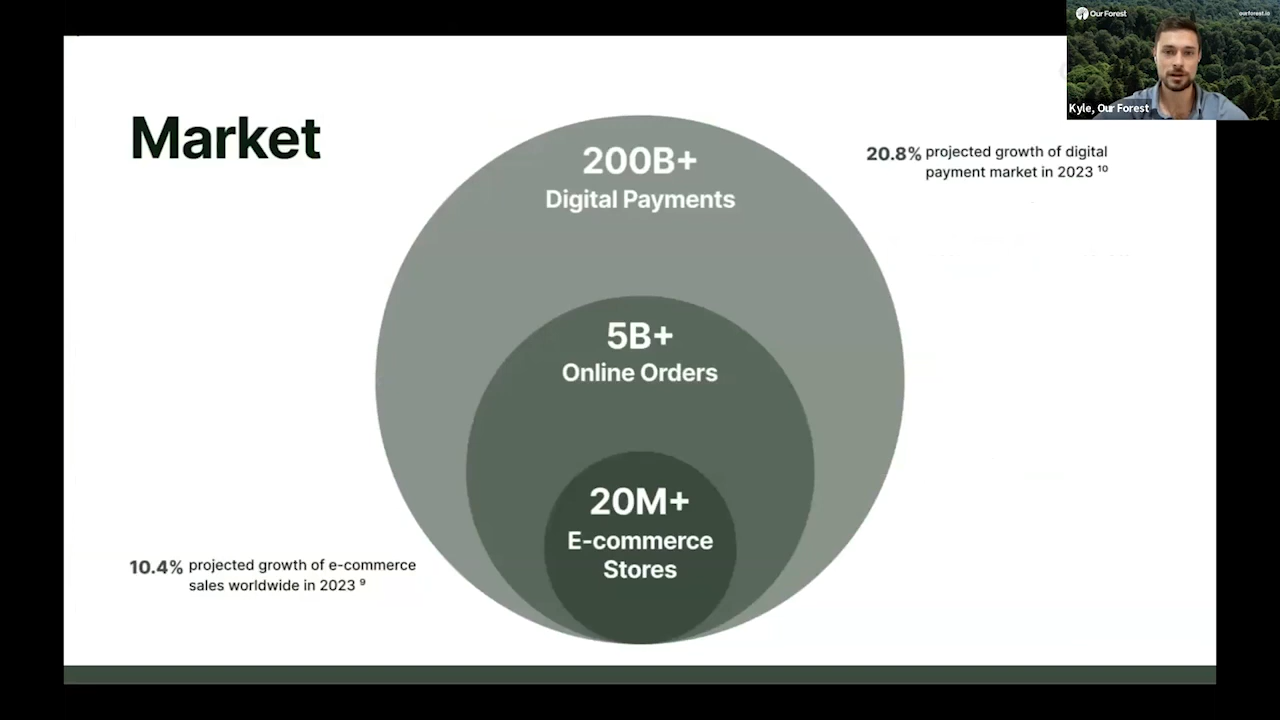 Our Forest
ourforest.io
Kyle, Our Forest
Market
200B+
Digital Payments
20.8% projected growth of digital
payment market in 2023 ¹⁰
5B+
Online Orders
20M+
E-commerce
Stores
10.4% projected growth of e-commerce
sales worldwide in 2023 ⁹